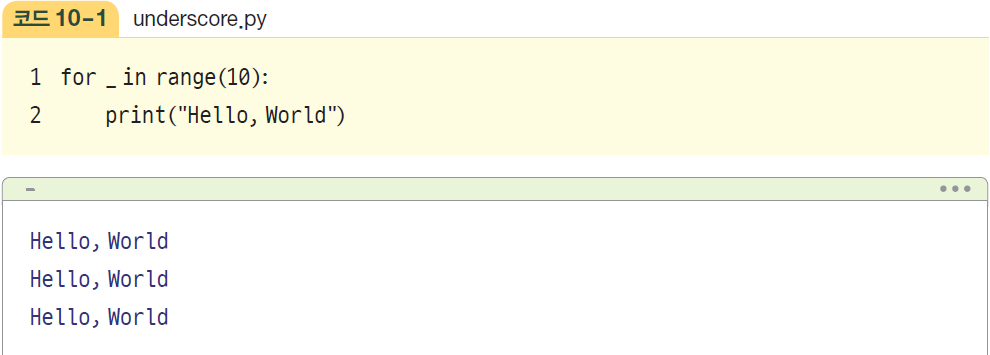 코드 10-1 underscore.py
1 for _ in range(10):
2     print("Hello, World")
Hello, World
Hello, World
Hello, World